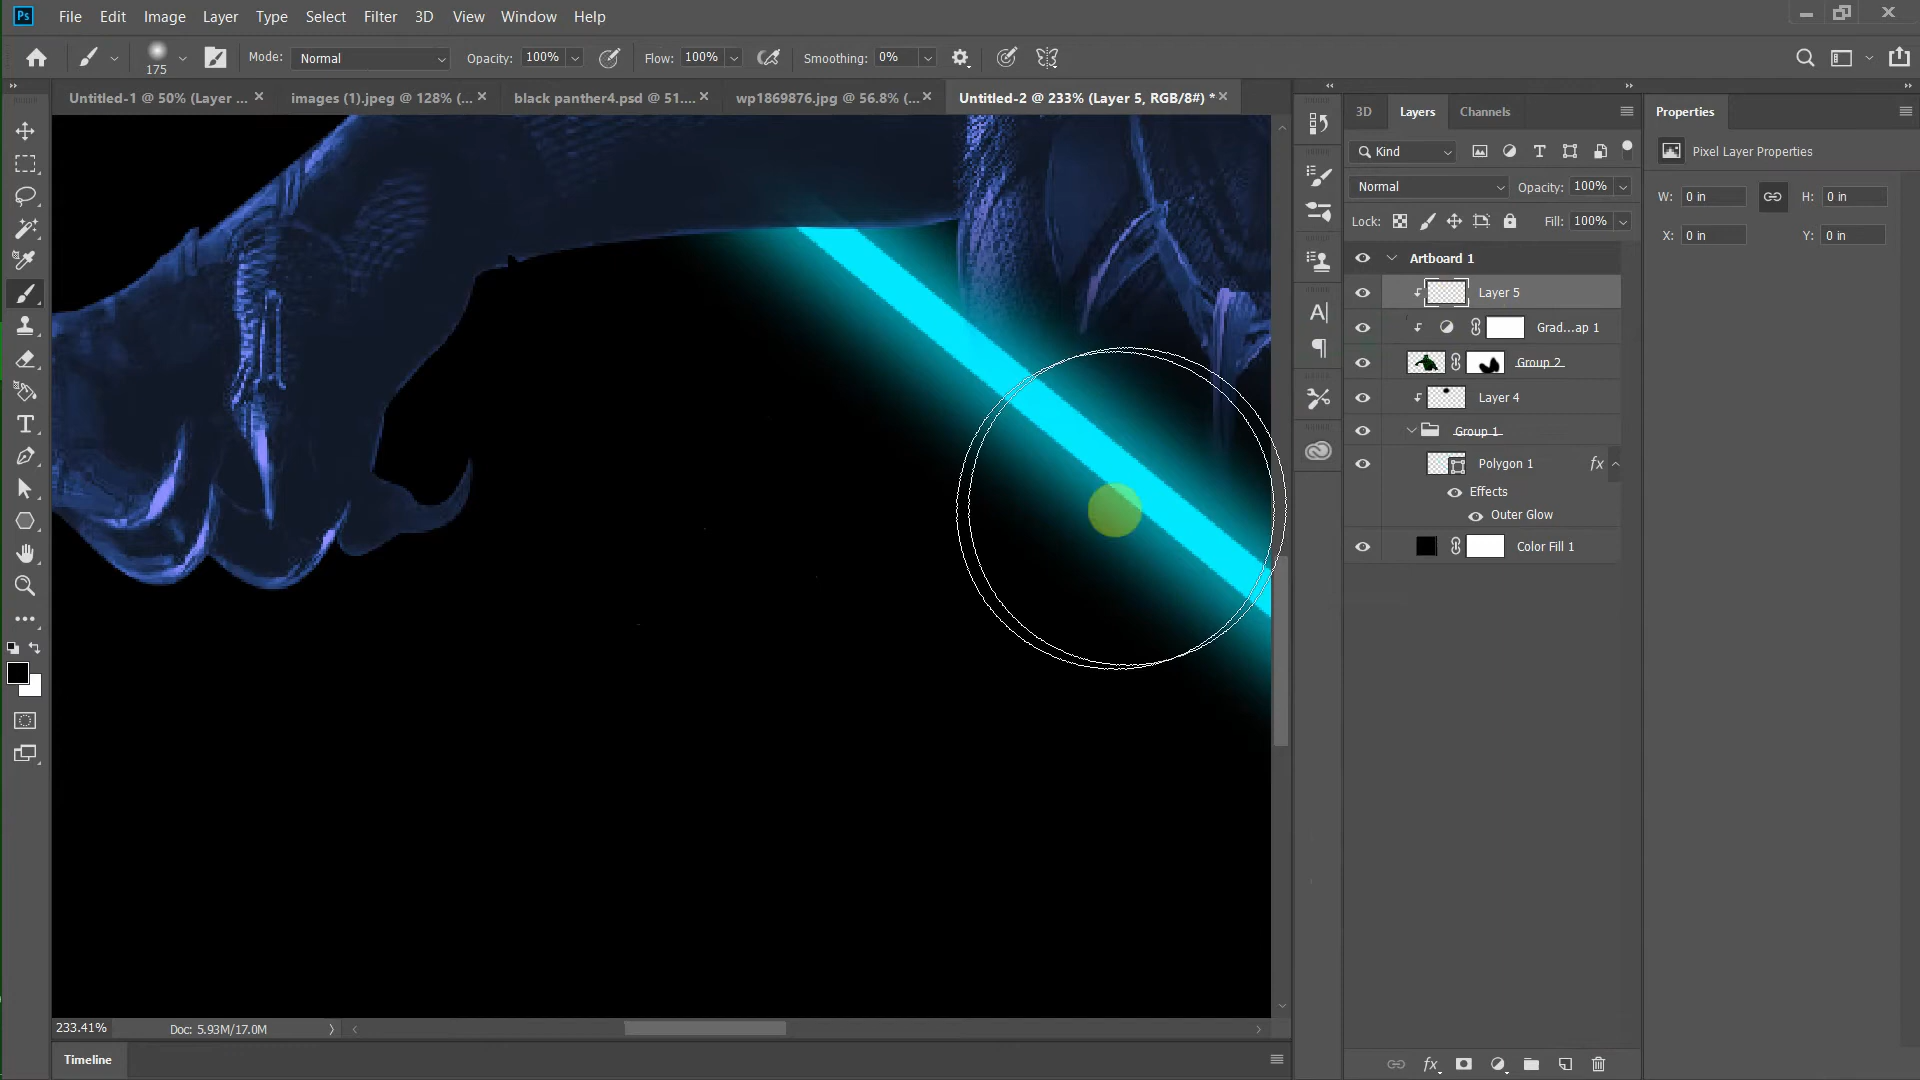 Ps File Edit Image Layer Type Select Filter 3D View Window Help
175 Mode: Normal Opacity: 100% Flow: 100% Smoothing: 0%
Untitled-1 @ 50% (Layer ... images (1).jpeg @ 128% (... black panther4.psd @ 51.... wp1869876.jpg @ 56.8% (... Untitled-2 @ 233% (Layer 5, RGB/8#) *
3D Layers Channels
Properties
Kind
Pixel Layer Properties
Normal Opacity: 100%
W: 0 in H: 0 in
Lock: Fill: 100%
X: 0 in Y: 0 in
Artboard 1
Layer 5
Grad...ap 1
Group 2
Layer 4
Group 1
Polygon 1 fx
Effects
Outer Glow
Color Fill 1
233.41% Doc: 5.93M/17.0M
Timeline
fx